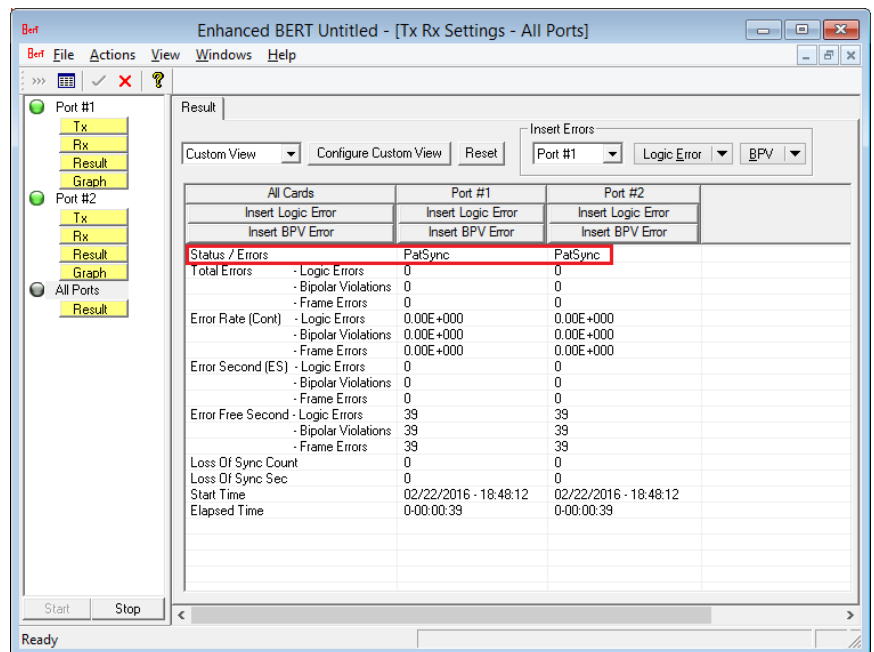 Berf Enhanced BERT Untitled - [Tx Rx Settings - All Ports]
Berf File Actions View Windows Help
Port #1
Tx
Rx
Result
Graph
Port #2
Tx
Rx
Result
Graph
All Ports
Result
Start Stop
Result
Insert Errors
Custom View Configure Custom View Reset Port #1 Logic Error BPV
All Cards Port #1 Port #2
Insert Logic Error Insert Logic Error Insert Logic Error
Insert BPV Error Insert BPV Error Insert BPV Error
Status / Errors PatSync PatSync
Total Errors - Logic Errors 0 0
- Bipolar Violations 0 0
- Frame Errors 0 0
Error Rate (Cont) - Logic Errors 0.00E+000 0.00E+000
- Bipolar Violations 0.00E+000 0.00E+000
- Frame Errors 0.00E+000 0.00E+000
Error Second (ES) - Logic Errors 0 0
- Bipolar Violations 0 0
- Frame Errors 0 0
Error Free Second - Logic Errors 39 39
- Bipolar Violations 39 39
- Frame Errors 39 39
Loss Of Sync Count 0 0
Loss Of Sync Sec 0 0
Start Time 02/22/2016 - 18:48:12 02/22/2016 - 18:48:12
Elapsed Time 0-00:00:39 0-00:00:39
Ready